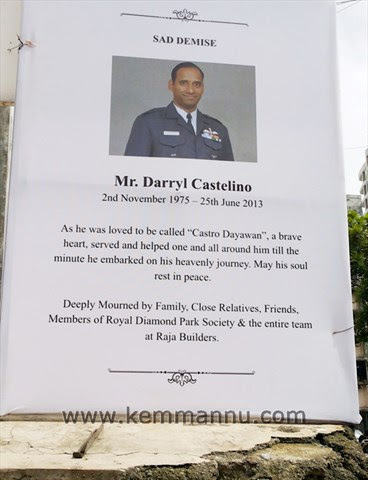 SAD DEMISE
Mr. Darryl Castelino
2nd November 1975 – 25th June 2013
As he was loved to be called "Castro Dayawan", a brave
heart, served and helped one and all around him till the
minute he embarked on his heavenly journey. May his soul
rest in peace.
Deeply Mourned by Family, Close Relatives, Friends,
Members of Royal Diamond Park Society & the entire team
at Raja Builders.
www.kemmannu.com